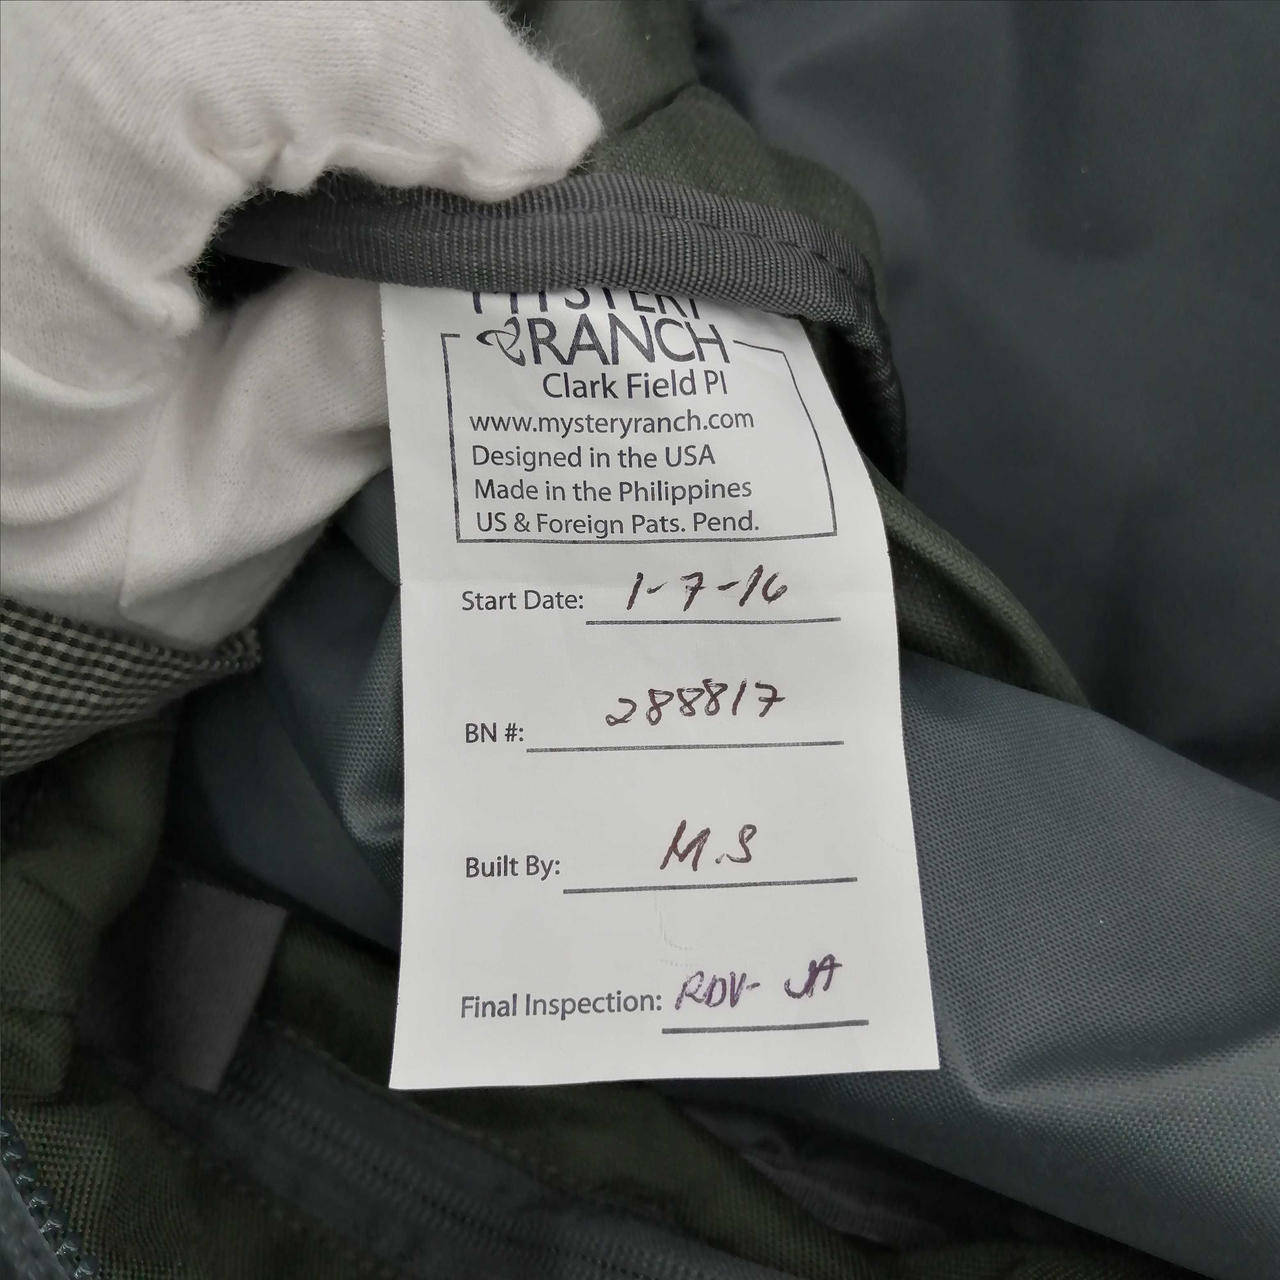 MYSTERY
RANCH
Clark Field PI
www.mysteryranch.com
Designed in the USA
Made in the Philippines
US & Foreign Pats. Pend.
Start Date: 1-7-16
BN #: 288817
Built By: M.S
Final Inspection: RDV- JA